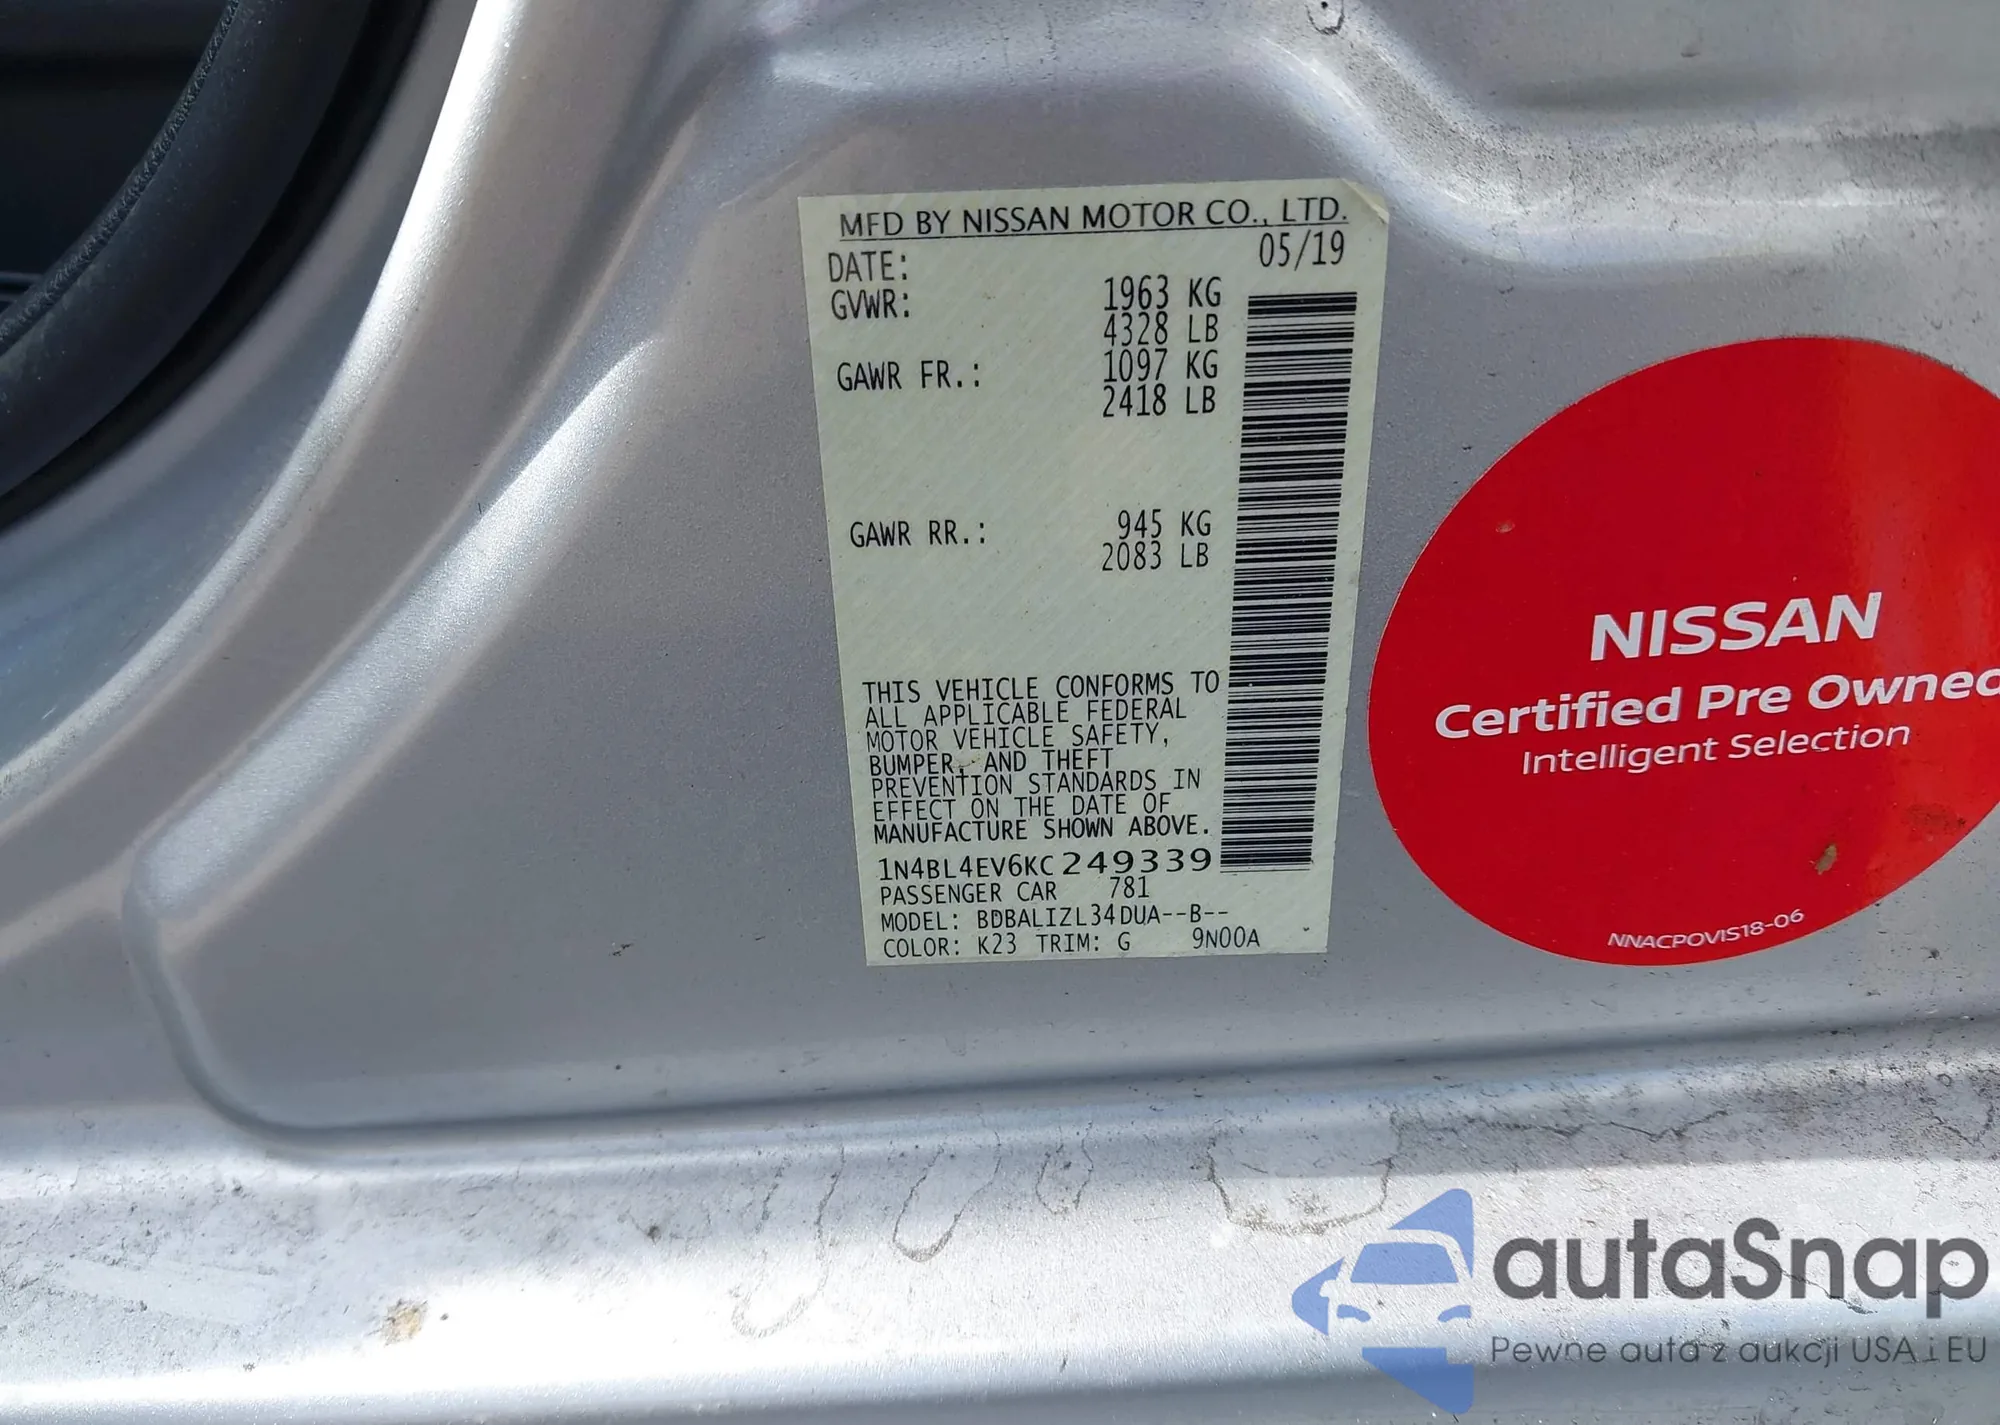 MFD BY NISSAN MOTOR CO., LTD.
DATE: 05/19
GVWR: 1963 KG
4328 LB
GAWR FR.: 1097 KG
2418 LB
GAWR RR.: 945 KG
2083 LB
THIS VEHICLE CONFORMS TO
ALL APPLICABLE FEDERAL
MOTOR VEHICLE SAFETY,
BUMPER, AND THEFT
PREVENTION STANDARDS IN
EFFECT ON THE DATE OF
MANUFACTURE SHOWN ABOVE.
1N4BL4EV6KC249339
PASSENGER CAR 781
MODEL: BDBALIZL34DUA--B--
COLOR: K23 TRIM: G 9N00A
NISSAN
Certified Pre Owned
Intelligent Selection
NNACPOVIS18-06
autaSnap
Pewne auta z aukcji USA i EU